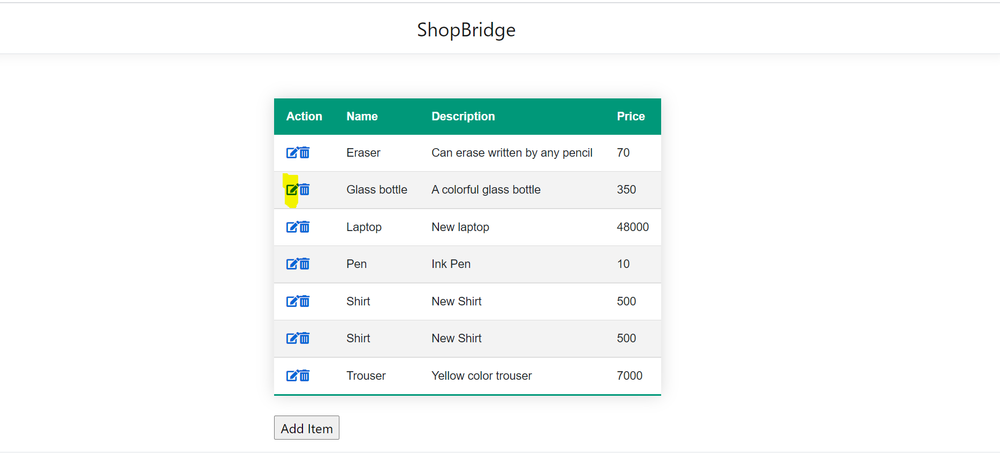 ShopBridge
Action Name Description Price
Eraser Can erase written by any pencil 70
Glass bottle A colorful glass bottle 350
Laptop New laptop 48000
Pen Ink Pen 10
Shirt New Shirt 500
Shirt New Shirt 500
Trouser Yellow color trouser 7000
Add Item